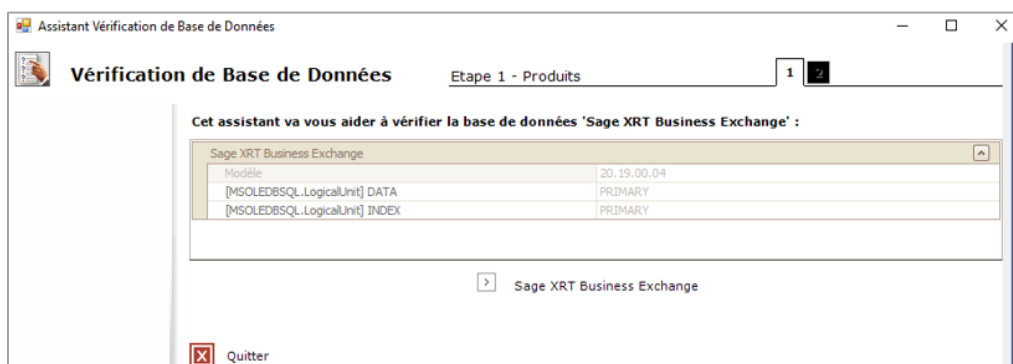 Assistant Vérification de Base de Données
Vérification de Base de Données
Etape 1 - Produits
1 2
Cet assistant va vous aider à vérifier la base de données 'Sage XRT Business Exchange' :
Sage XRT Business Exchange
Modèle 20.19.00.04
[MSOLEDBSQL.LogicalUnit] DATA PRIMARY
[MSOLEDBSQL.LogicalUnit] INDEX PRIMARY
Sage XRT Business Exchange
Quitter